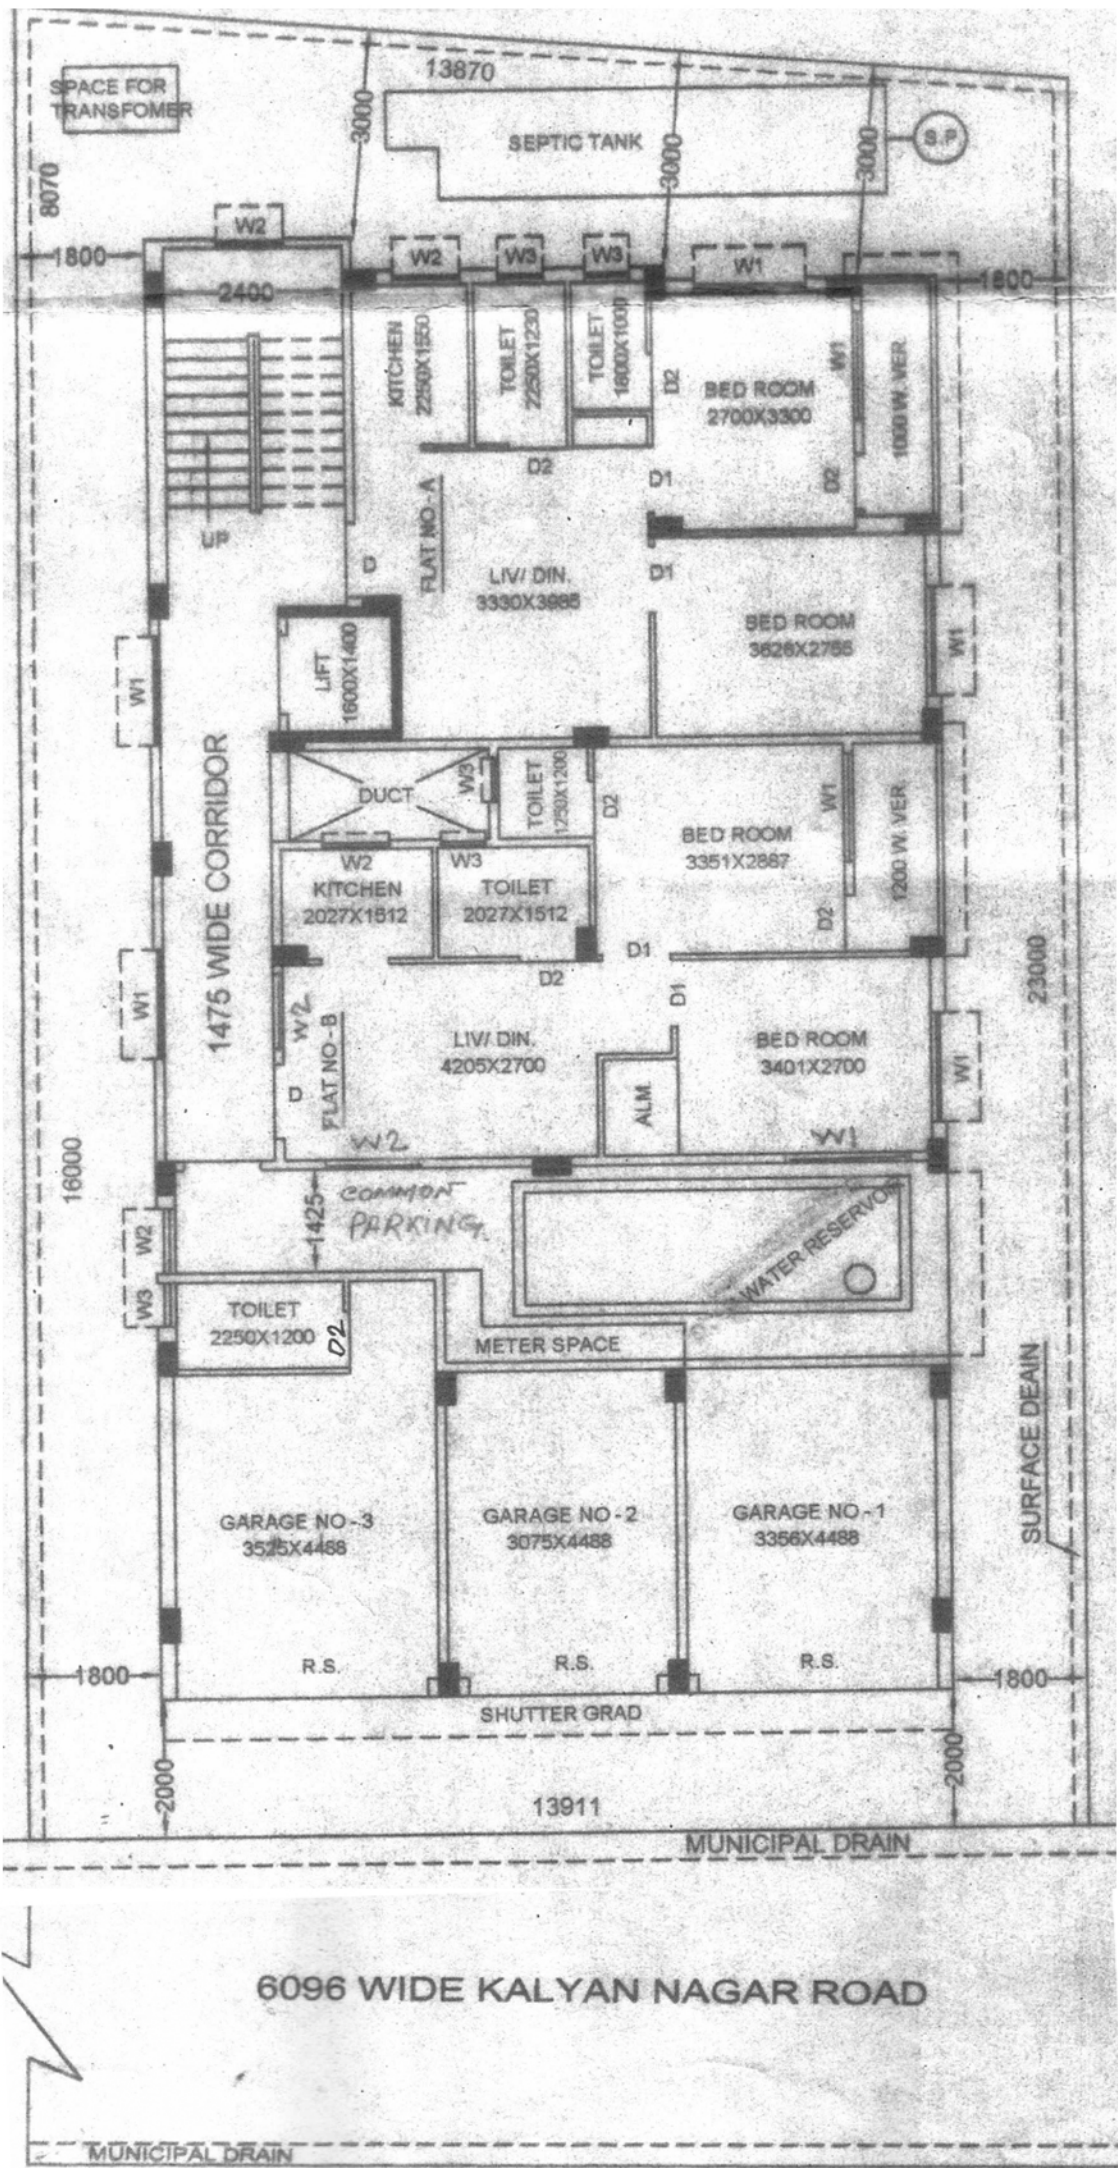 13870
SPACE FOR
TRANSFOMER
SEPTIC TANK
S.P
3000
3000
3000
8070
1800
W2
W2
W3
W3
W1
1800
2400
KITCHEN
2250X1550
TOILET
2250X1230
TOILET
1800X1000
D2
BED ROOM
2700X3300
W1
1000 W. VER
D2
D1
D2
UP
FLAT NO - A
D
LIV/ DIN.
3330X3985
D1
BED ROOM
3626X2755
W1
LIFT
1600X1400
W1
1475 WIDE CORRIDOR
DUCT
W3
TOILET
1250X1200
D2
BED ROOM
3351X2887
W1
1200 W. VER
D2
W2
W3
KITCHEN
2027X1512
TOILET
2027X1512
D1
D2
D1
W1
W2
FLAT NO - B
D
LIV/ DIN.
4205X2700
ALM.
BED ROOM
3401X2700
W1
23000
W2
W1
16000
1425
COMMON
PARKING
WATER RESERVOIR
W2
W3
TOILET
2250X1200
D2
METER SPACE
SURFACE DEAIN
GARAGE NO - 3
3525X4488
GARAGE NO - 2
3075X4488
GARAGE NO - 1
3356X4488
R.S.
R.S.
R.S.
1800
1800
SHUTTER GRAD
2000
2000
13911
MUNICIPAL DRAIN
6096 WIDE KALYAN NAGAR ROAD
MUNICIPAL DRAIN